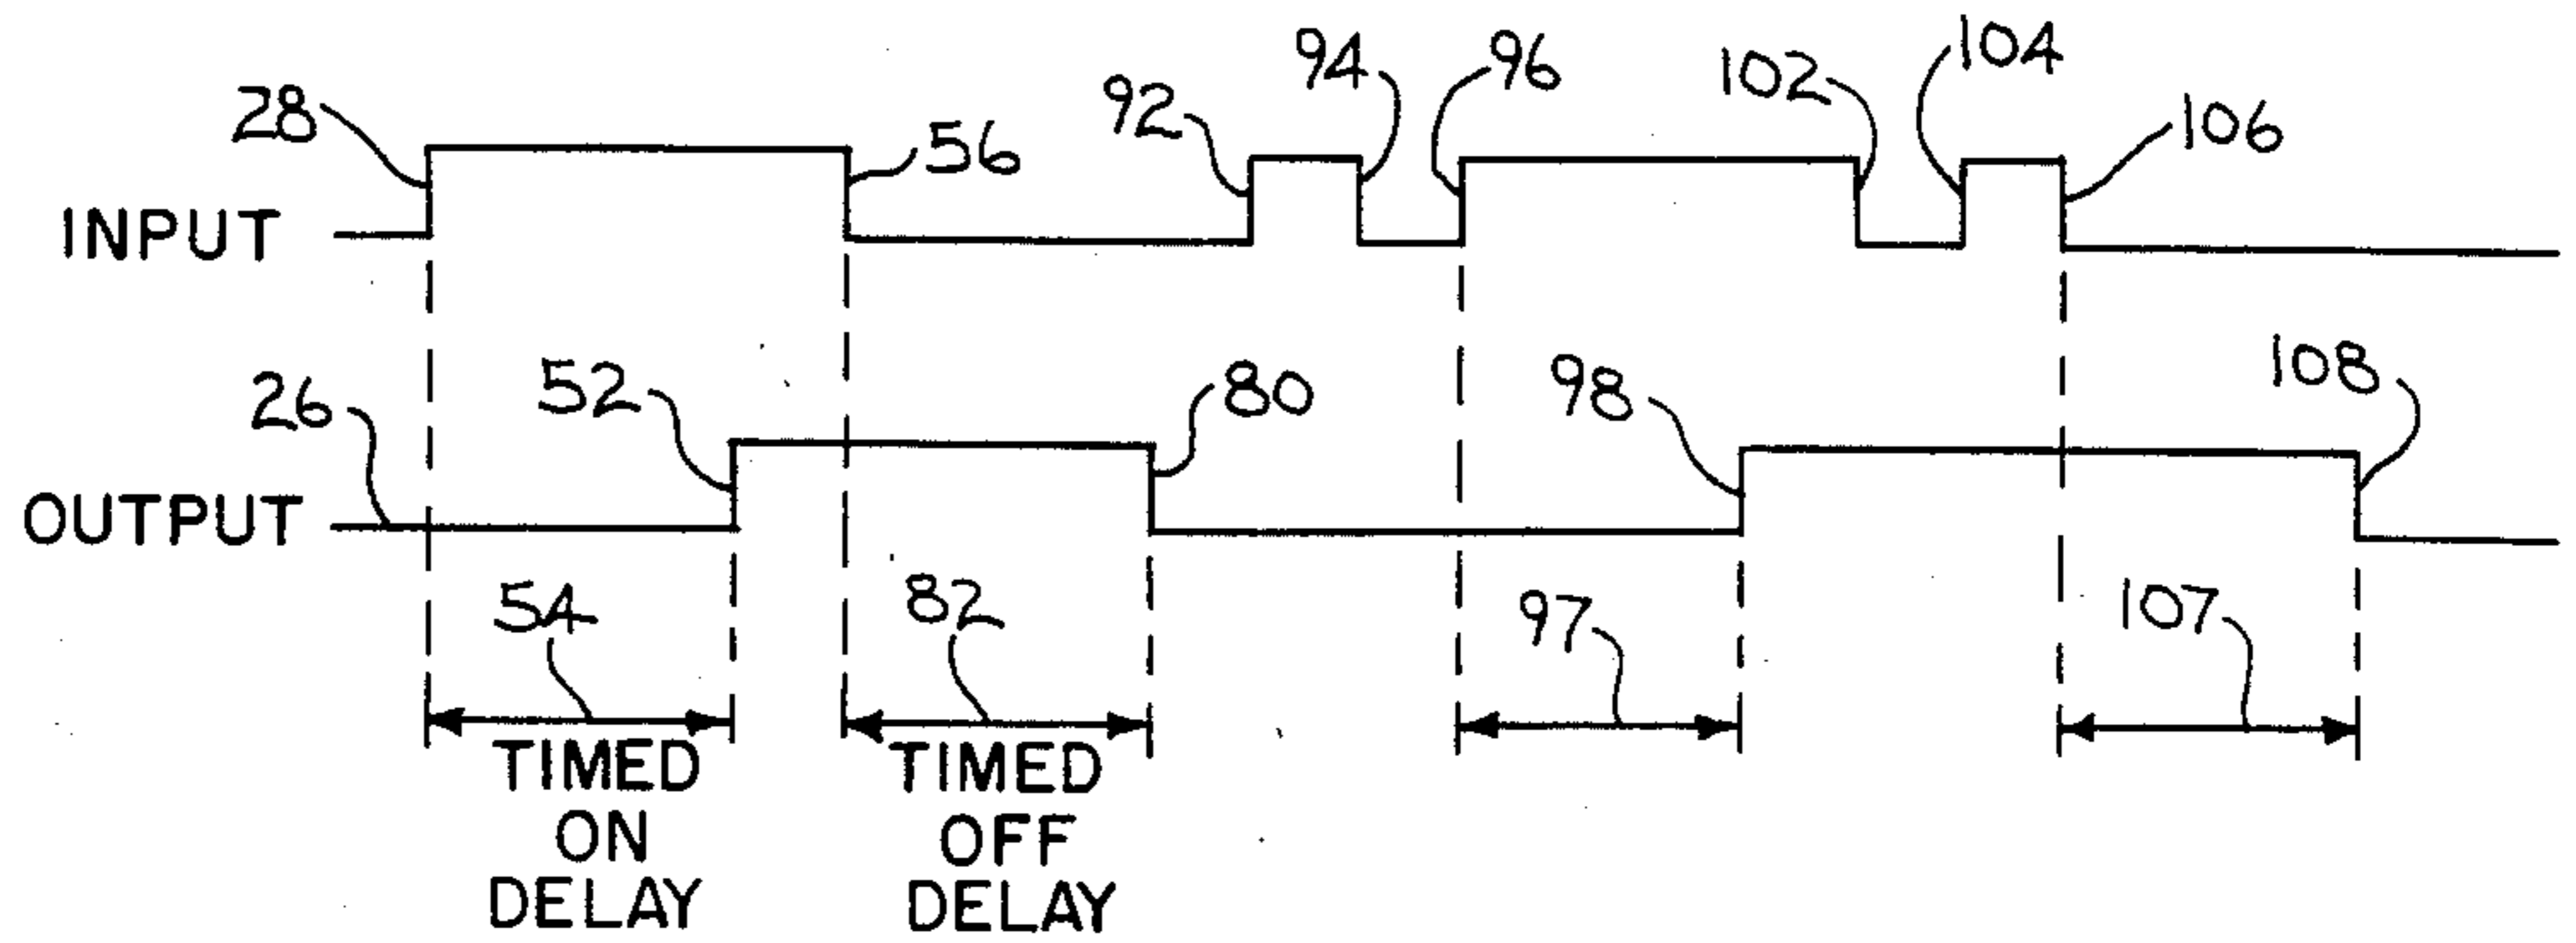 28 56 92 94 96 102 104 106
INPUT
26 52 80 98 108
OUTPUT
54 82 97 107
TIMED TIMED
ON OFF
DELAY DELAY